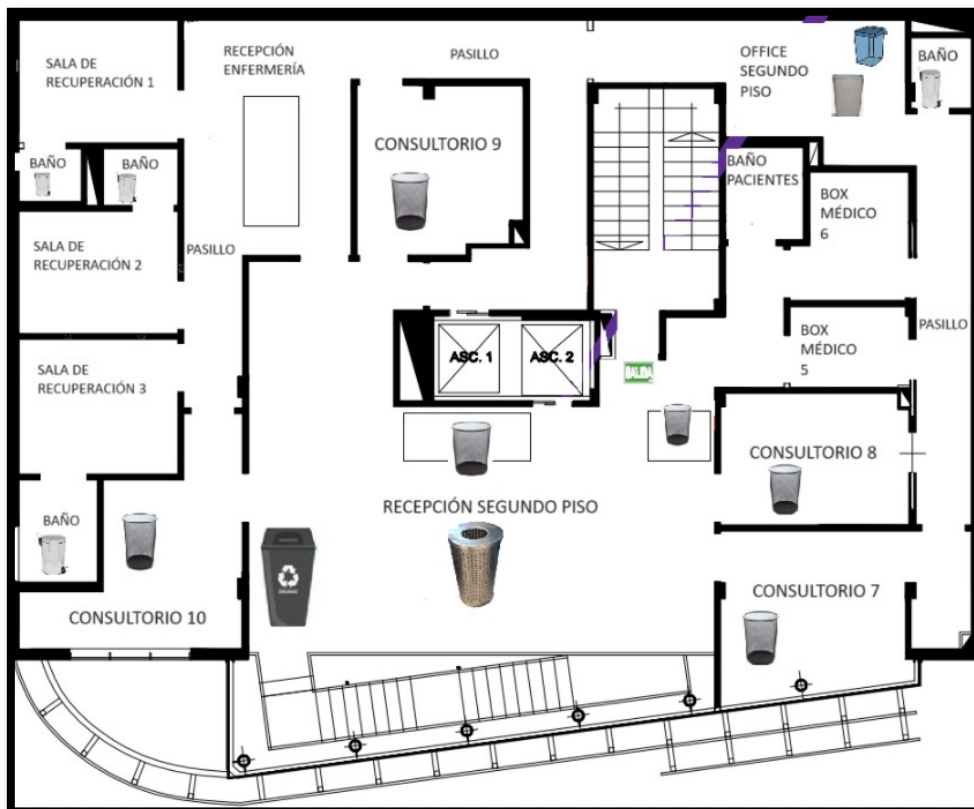 SALA DE
RECUPERACIÓN 1
RECEPCIÓN
ENFERMERÍA
PASILLO
OFFICE
SEGUNDO
PISO
BAÑO
BAÑO
BAÑO
CONSULTORIO 9
BAÑO
PACIENTES
BOX
MÉDICO
6
SALA DE
RECUPERACIÓN 2
PASILLO
PASILLO
ASC. 1
ASC. 2
BOX
MÉDICO
5
SALA DE
RECUPERACIÓN 3
SALIDA
CONSULTORIO 8
RECEPCIÓN SEGUNDO PISO
BAÑO
CONSULTORIO 10
CONSULTORIO 7